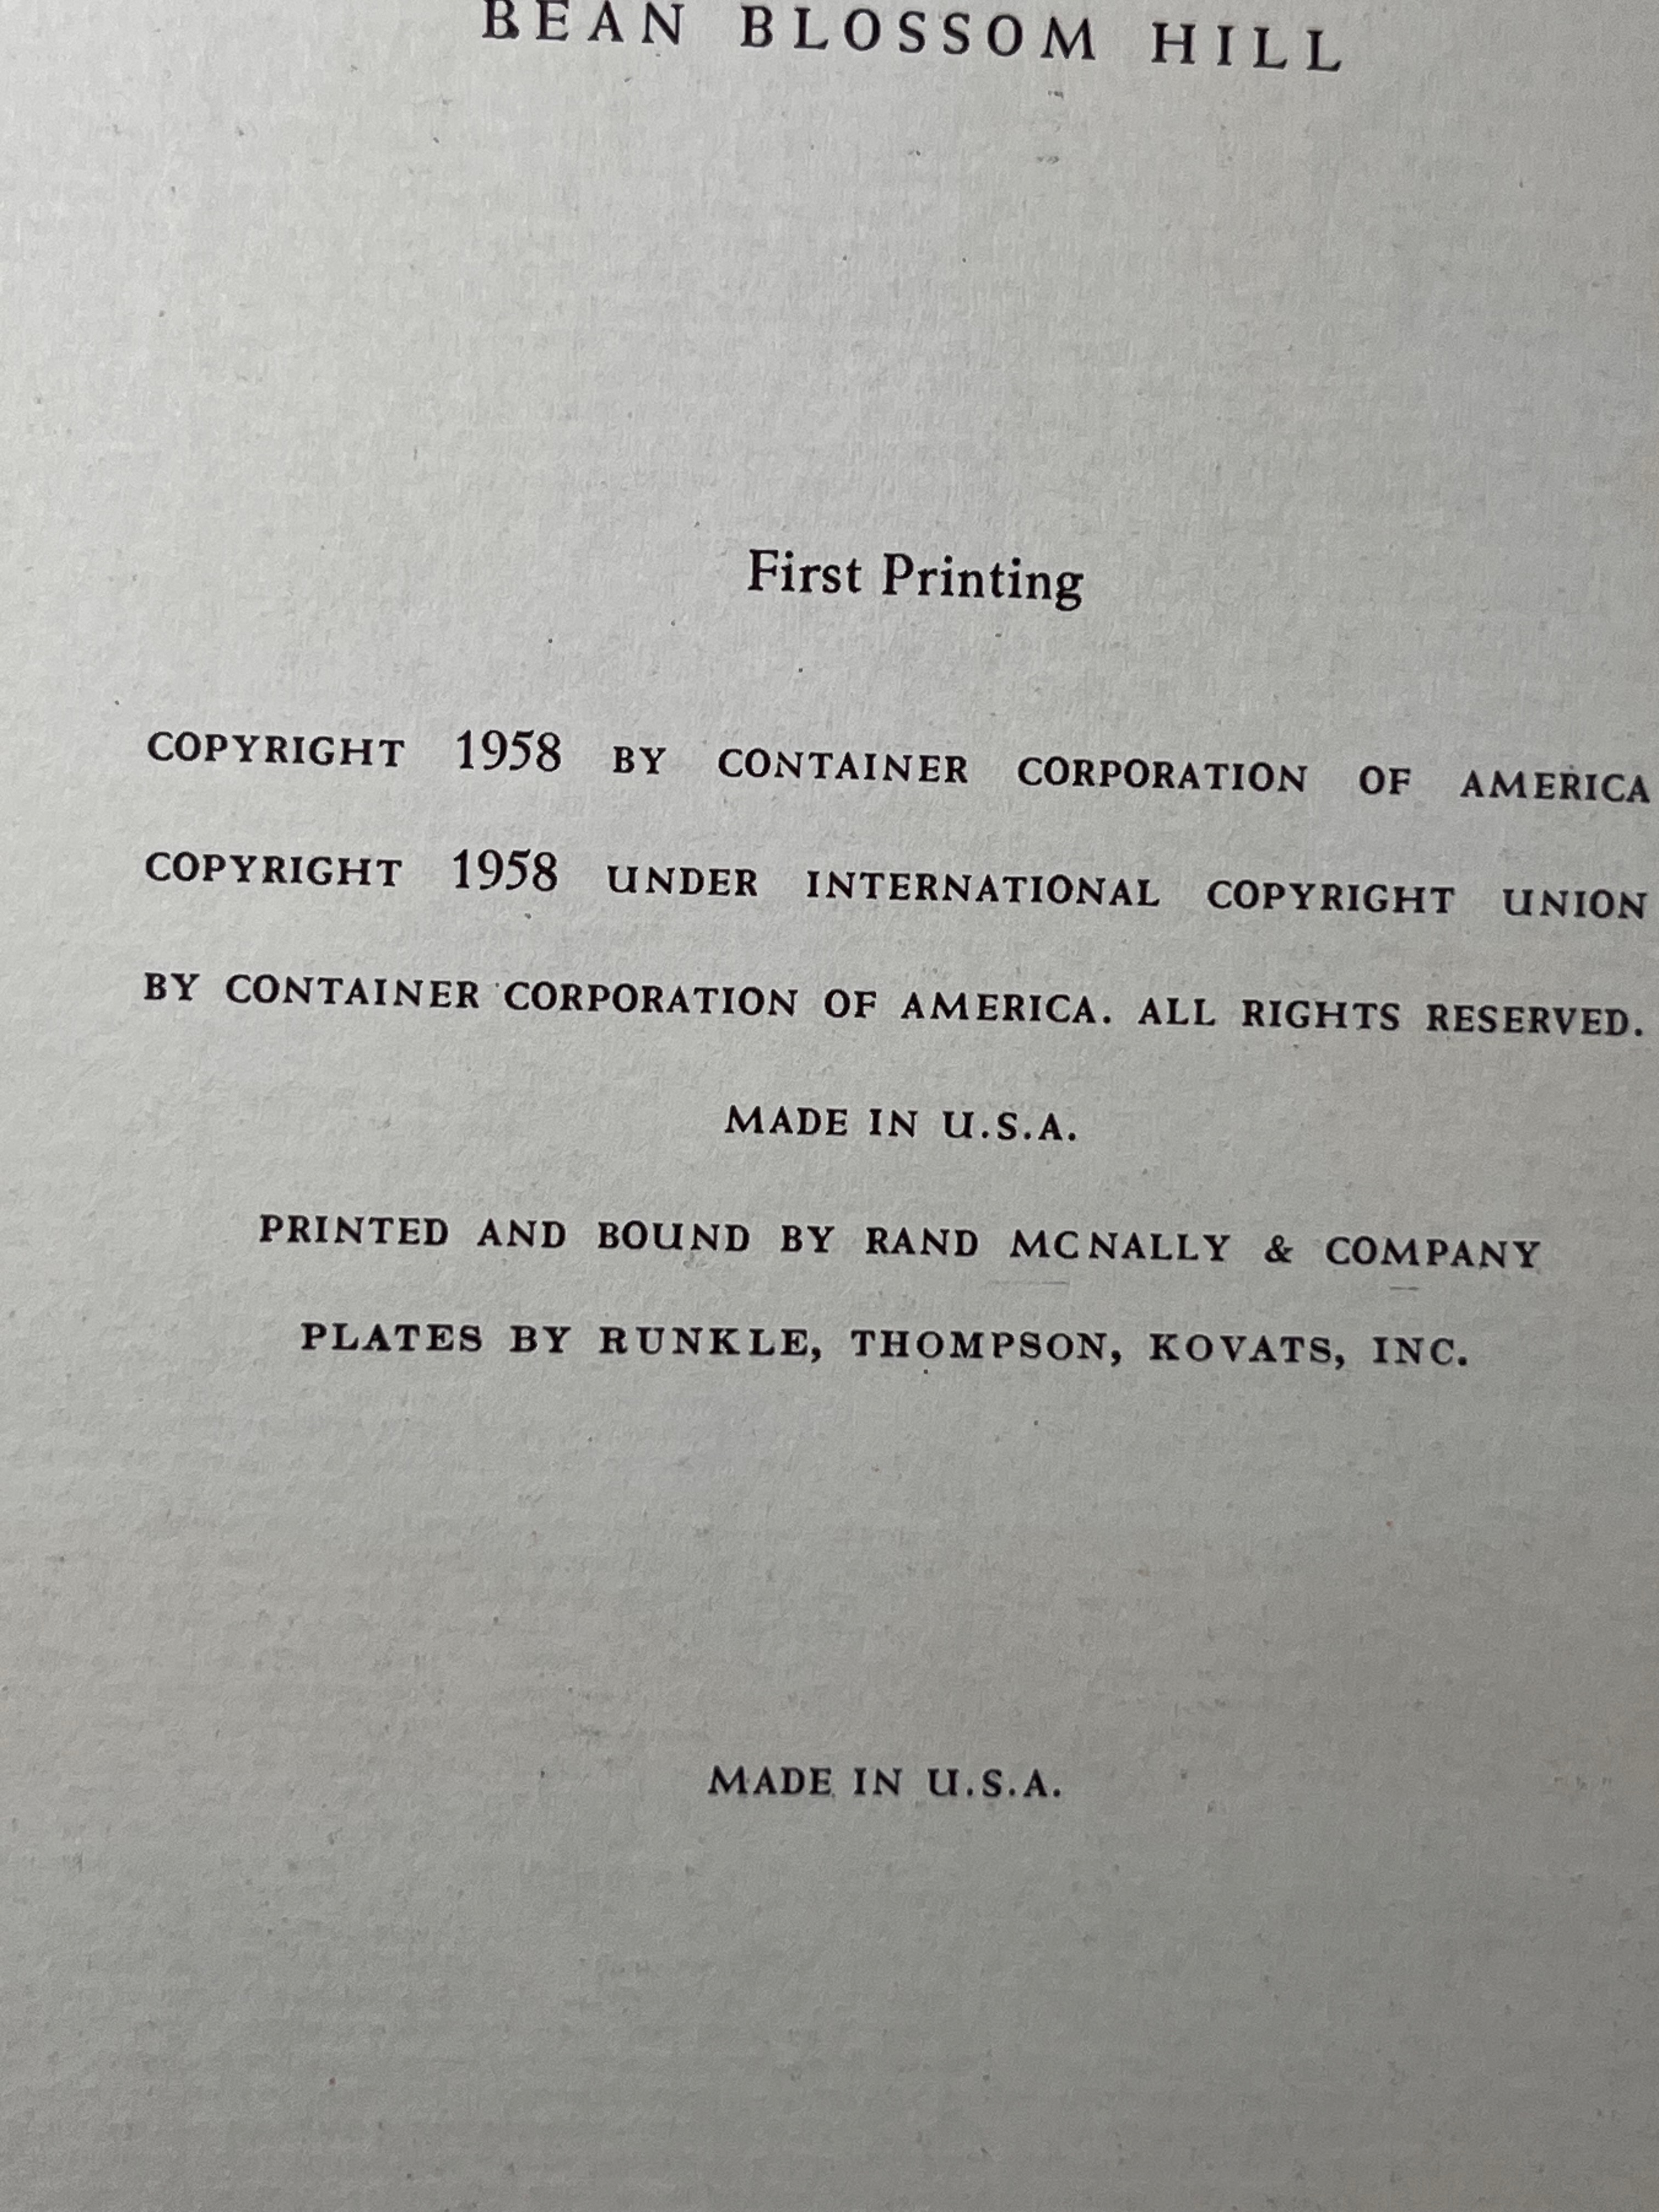 BEAN BLOSSOM HILL
First Printing
COPYRIGHT 1958 BY CONTAINER CORPORATION OF AMERICA
COPYRIGHT 1958 UNDER INTERNATIONAL COPYRIGHT UNION
BY CONTAINER CORPORATION OF AMERICA. ALL RIGHTS RESERVED.
MADE IN U.S.A.
PRINTED AND BOUND BY RAND MCNALLY & COMPANY
PLATES BY RUNKLE, THOMPSON, KOVATS, INC.
MADE IN U.S.A.